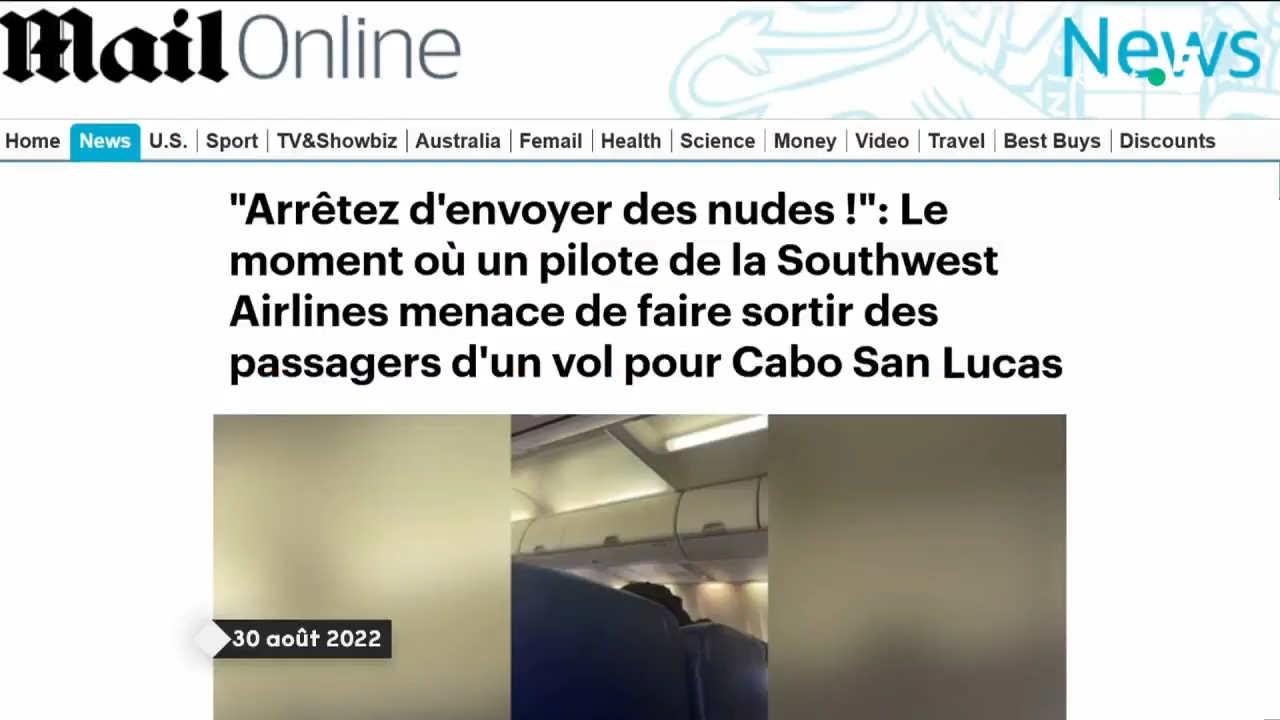 Mail Online
News
Home News U.S. Sport TV&Showbiz Australia Femail Health Science Money Video Travel Best Buys Discounts
"Arrêtez d'envoyer des nudes !": Le
moment où un pilote de la Southwest
Airlines menace de faire sortir des
passagers d'un vol pour Cabo San Lucas
30 août 2022